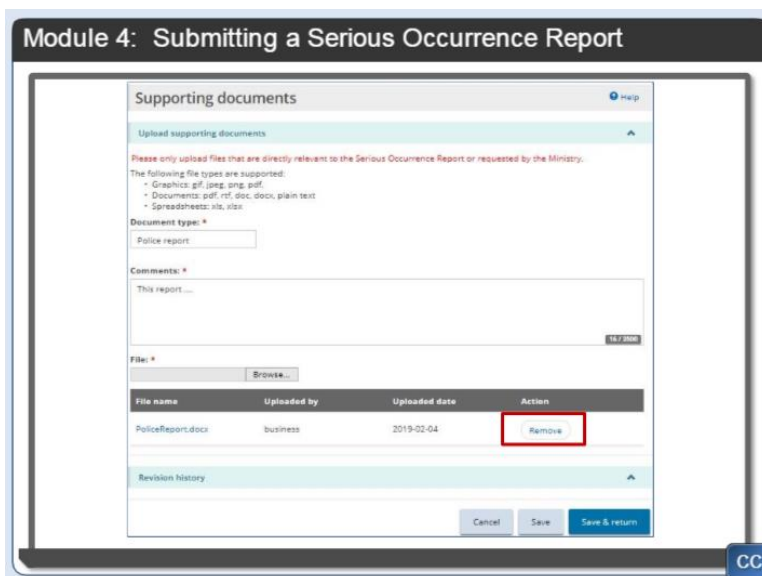 Module 4: Submitting a Serious Occurrence Report
Supporting documents
Help
Upload supporting documents
Please only upload files that are directly relevant to the Serious Occurrence Report or requested by the Ministry.
The following file types are supported:
• Graphics: gif, jpeg, png, pdf,
• Documents: pdf, rtf, doc, docx, plain text
• Spreadsheets: xls, xlsx
Document type: *
Police report
Comments: *
This report ....
16 / 3500
File: *
Browse...
File name Uploaded by Uploaded date Action
PoliceReport.docx business 2019-02-04 Remove
Revision history
Cancel Save Save & return
CC